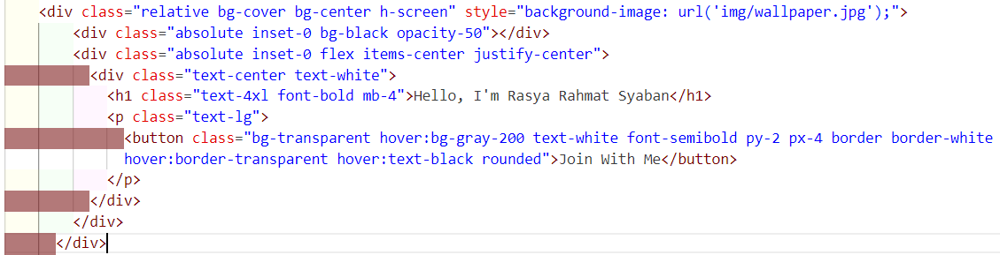 <div class="relative bg-cover bg-center h-screen" style="background-image: url('img/wallpaper.jpg');">
<div class="absolute inset-0 bg-black opacity-50"></div>
<div class="absolute inset-0 flex items-center justify-center">
<div class="text-center text-white">
<h1 class="text-4xl font-bold mb-4">Hello, I'm Rasya Rahmat Syaban</h1>
<p class="text-lg">
<button class="bg-transparent hover:bg-gray-200 text-white font-semibold py-2 px-4 border border-white
hover:border-transparent hover:text-black rounded">Join With Me</button>
</p>
</div>
</div>
</div>